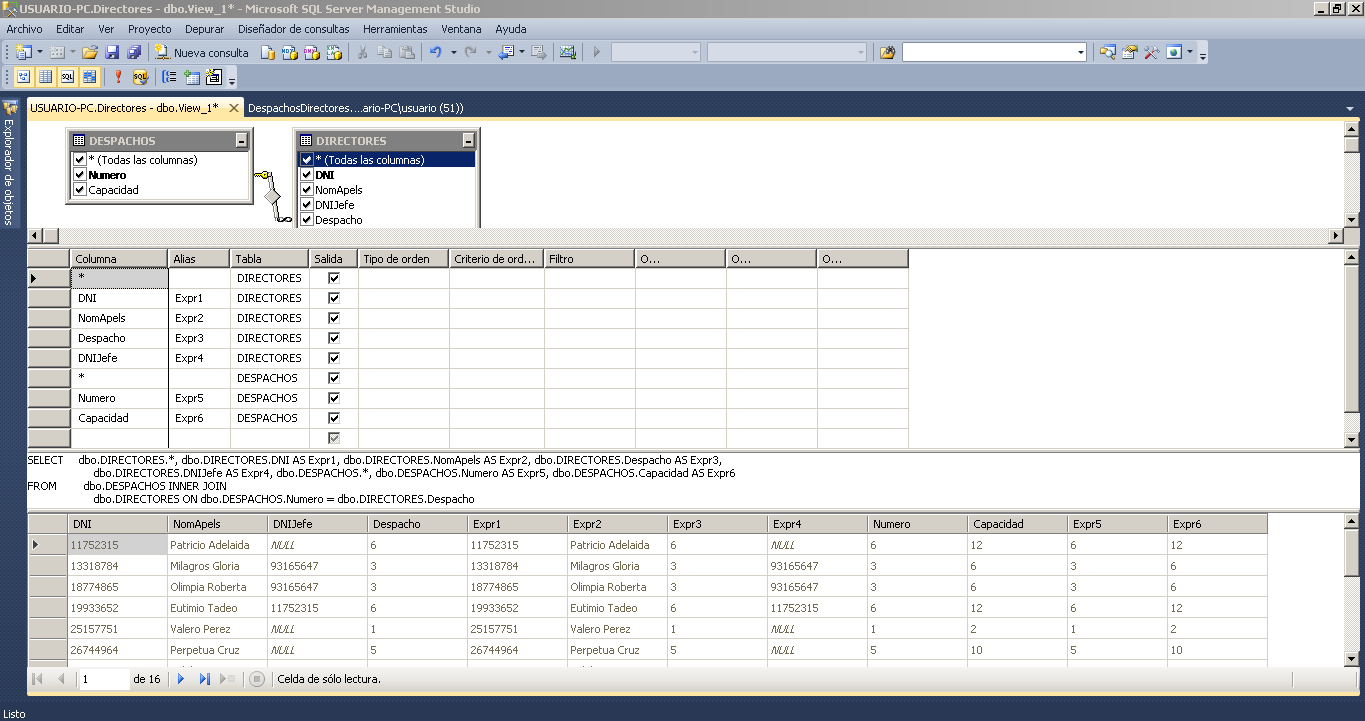 USUARIO-PC.Directores - dbo.View_1* - Microsoft SQL Server Management Studio
Archivo Editar Ver Proyecto Depurar Diseñador de consultas Herramientas Ventana Ayuda
Nueva consulta
USUARIO-PC.Directores - dbo.View_1* DespachosDirectores....ario-PC\usuario (51))
Explorador de objetos
DESPACHOS
* (Todas las columnas)
Numero
Capacidad
DIRECTORES
* (Todas las columnas)
DNI
NomApels
DNIJefe
Despacho
Columna Alias Tabla Salida Tipo de orden Criterio de ord... Filtro O... O... O...
* DIRECTORES
DNI Expr1 DIRECTORES
NomApels Expr2 DIRECTORES
Despacho Expr3 DIRECTORES
DNIJefe Expr4 DIRECTORES
* DESPACHOS
Numero Expr5 DESPACHOS
Capacidad Expr6 DESPACHOS
SELECT dbo.DIRECTORES.*, dbo.DIRECTORES.DNI AS Expr1, dbo.DIRECTORES.NomApels AS Expr2, dbo.DIRECTORES.Despacho AS Expr3,
dbo.DIRECTORES.DNIJefe AS Expr4, dbo.DESPACHOS.*, dbo.DESPACHOS.Numero AS Expr5, dbo.DESPACHOS.Capacidad AS Expr6
FROM dbo.DESPACHOS INNER JOIN
dbo.DIRECTORES ON dbo.DESPACHOS.Numero = dbo.DIRECTORES.Despacho
DNI NomApels DNIJefe Despacho Expr1 Expr2 Expr3 Expr4 Numero Capacidad Expr5 Expr6
11752315 Patricio Adelaida NULL 6 11752315 Patricio Adelaida 6 NULL 6 12 6 12
13318784 Milagros Gloria 93165647 3 13318784 Milagros Gloria 3 93165647 3 6 3 6
18774865 Olimpia Roberta 93165647 3 18774865 Olimpia Roberta 3 93165647 3 6 3 6
19933652 Eutimio Tadeo 11752315 6 19933652 Eutimio Tadeo 6 11752315 6 12 6 12
25157751 Valero Perez NULL 1 25157751 Valero Perez 1 NULL 1 2 1 2
26744964 Perpetua Cruz NULL 5 26744964 Perpetua Cruz 5 NULL 5 10 5 10
1 de 16 Celda de sólo lectura.
Listo